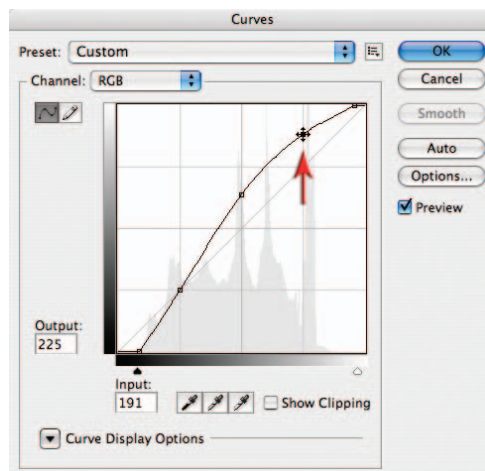 Curves
Preset: Custom
OK
Channel: RGB
Cancel
Smooth
Auto
Options...
Preview
Output:
225
Input:
191
Show Clipping
Curve Display Options